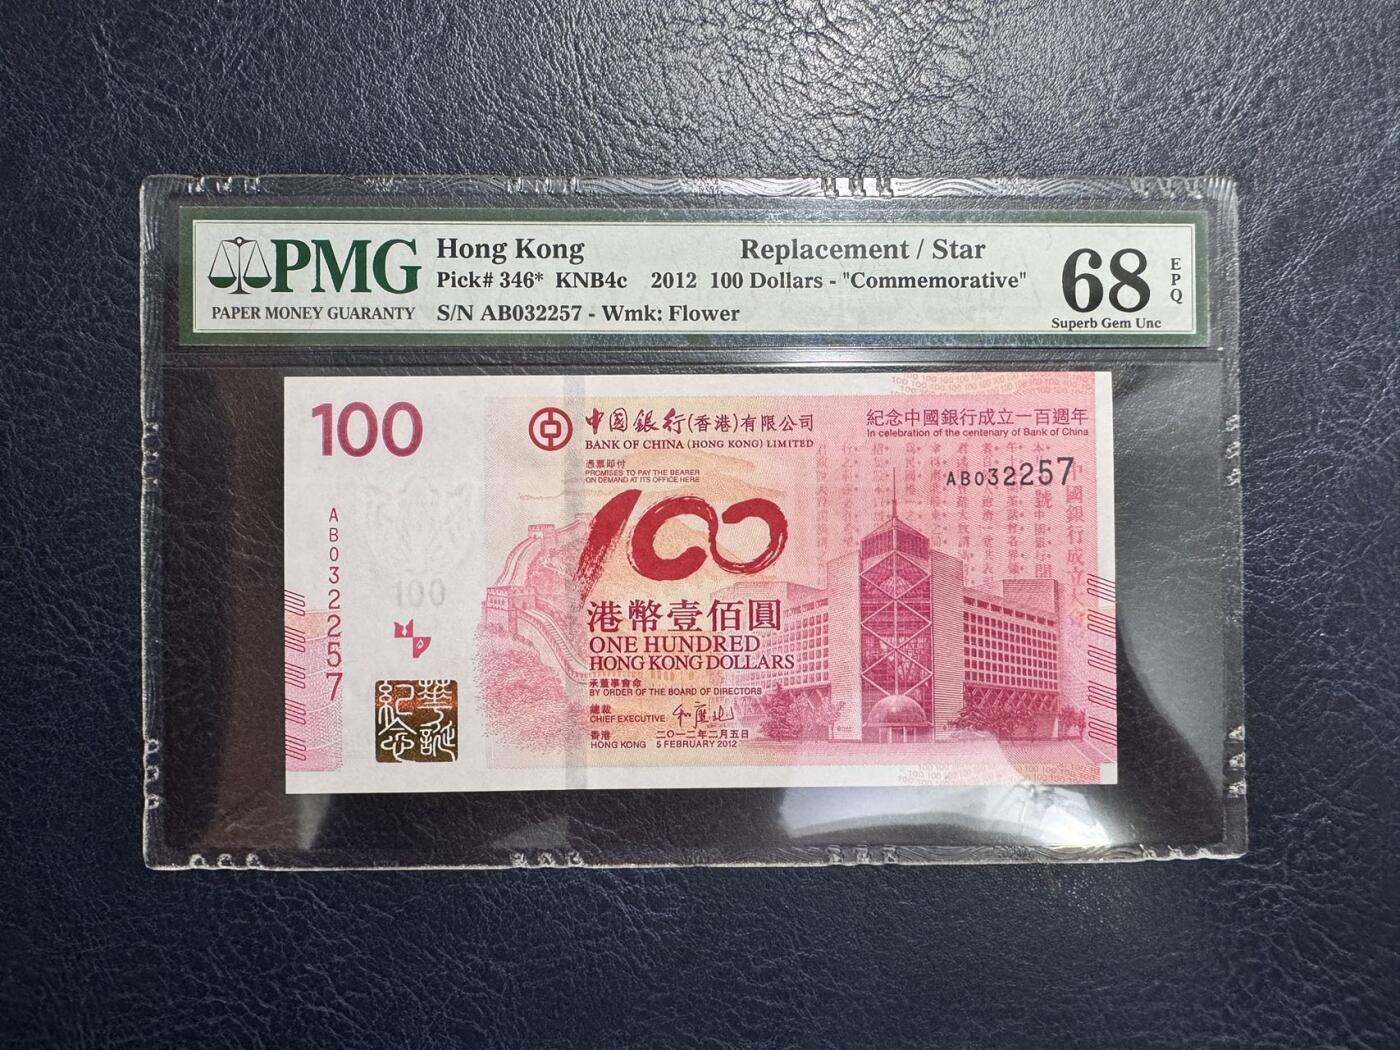 PMG
PAPER MONEY GUARANTY
Hong Kong
Replacement / Star
Pick# 346* KNB4c 2012 100 Dollars - "Commemorative"
S/N AB032257 - Wmk: Flower
68
EPQ
Superb Gem Unc
100
中國銀行(香港)有限公司
BANK OF CHINA (HONG KONG) LIMITED
紀念中國銀行成立一百週年
In celebration of the centenary of Bank of China
憑票即付
PROMISES TO PAY THE BEARER
ON DEMAND AT ITS OFFICE HERE
AB032257
100
AB032257
100
港幣壹佰圓
ONE HUNDRED
HONG KONG DOLLARS
承董事會命
BY ORDER OF THE BOARD OF DIRECTORS
總裁
CHIEF EXECUTIVE
香港 二〇一二年二月五日
HONG KONG 5 FEBRUARY 2012
華誕
紀念